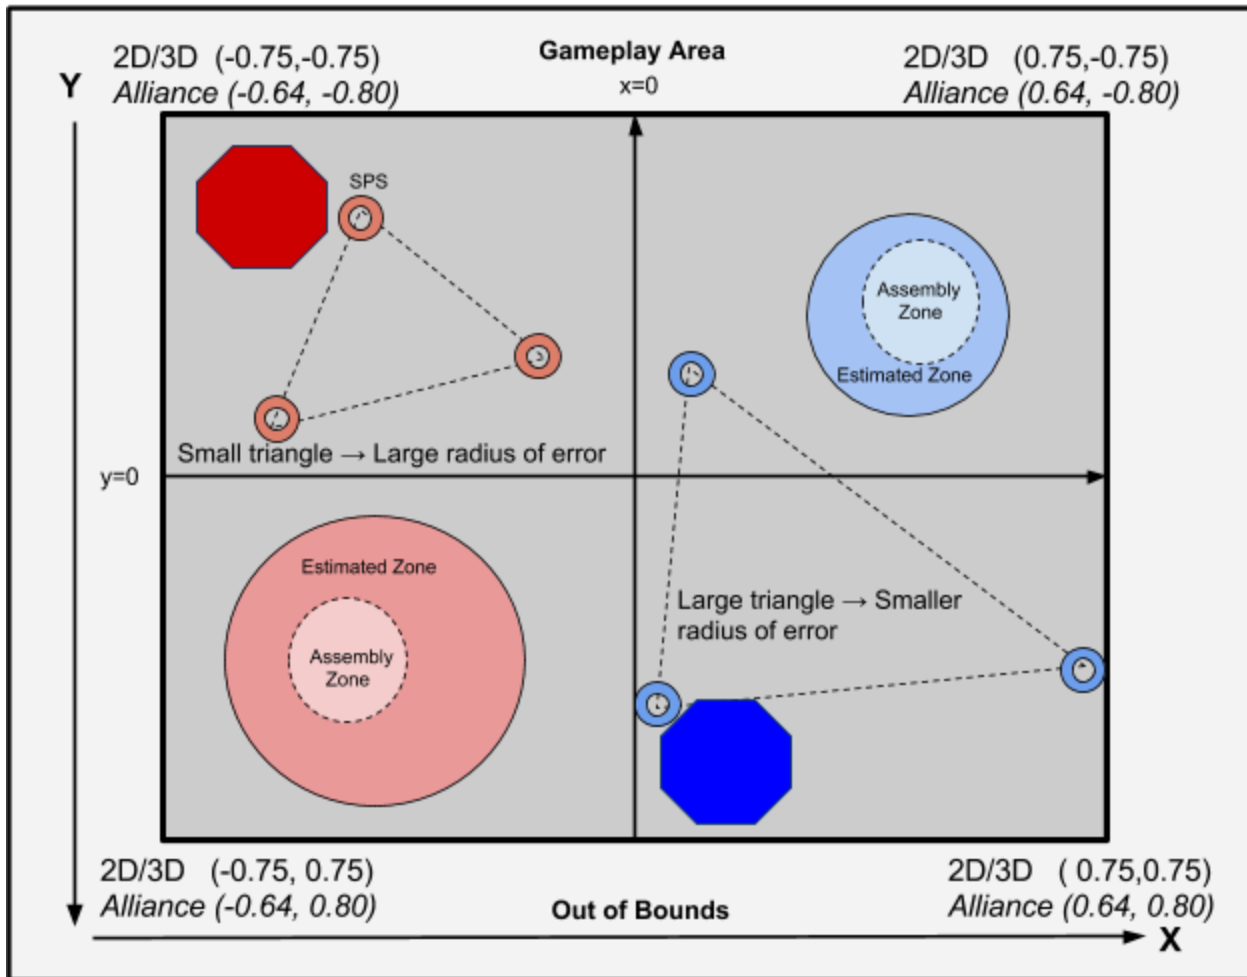 Gameplay Area
x=0
2D/3D (-0.75,-0.75)
Alliance (-0.64, -0.80)
2D/3D (0.75,-0.75)
Alliance (0.64, -0.80)
Y
SPS
Assembly
Zone
Estimated Zone
Small triangle → Large radius of error
y=0
Estimated Zone
Assembly
Zone
Large triangle → Smaller
radius of error
2D/3D (-0.75, 0.75)
Alliance (-0.64, 0.80)
Out of Bounds
2D/3D ( 0.75,0.75)
Alliance (0.64, 0.80)
X